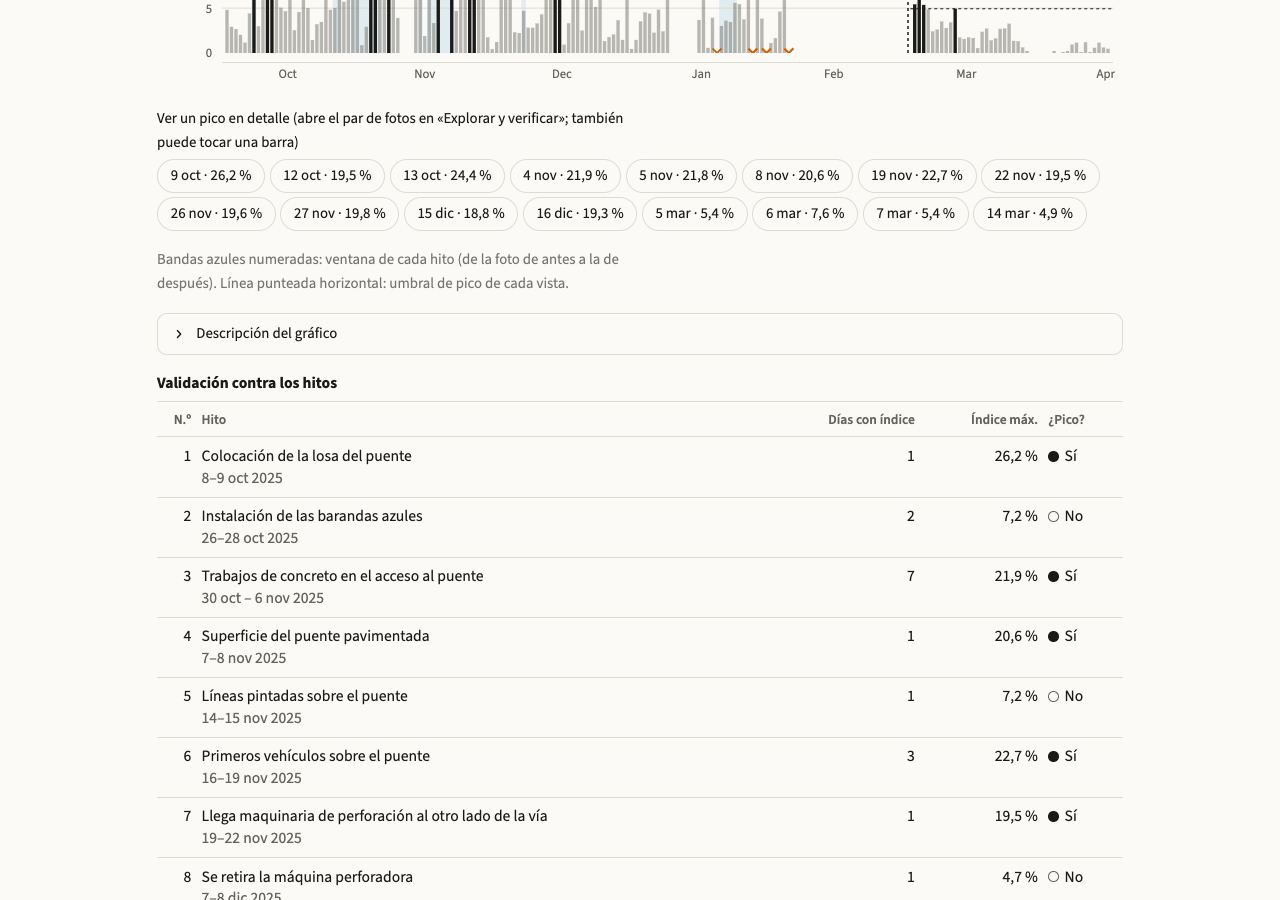 5
0
Oct Nov Dec Jan Feb Mar Apr
Ver un pico en detalle (abre el par de fotos en «Explorar y verificar»; también
puede tocar una barra)
9 oct · 26,2 % 12 oct · 19,5 % 13 oct · 24,4 % 4 nov · 21,9 % 5 nov · 21,8 % 8 nov · 20,6 % 19 nov · 22,7 % 22 nov · 19,5 %
26 nov · 19,6 % 27 nov · 19,8 % 15 dic · 18,8 % 16 dic · 19,3 % 5 mar · 5,4 % 6 mar · 7,6 % 7 mar · 5,4 % 14 mar · 4,9 %
Bandas azules numeradas: ventana de cada hito (de la foto de antes a la de
después). Línea punteada horizontal: umbral de pico de cada vista.
Descripción del gráfico
Validación contra los hitos
N.º Hito Días con índice Índice máx. ¿Pico?
1 Colocación de la losa del puente 1 26,2 % Sí
8–9 oct 2025
2 Instalación de las barandas azules 2 7,2 % No
26–28 oct 2025
3 Trabajos de concreto en el acceso al puente 7 21,9 % Sí
30 oct – 6 nov 2025
4 Superficie del puente pavimentada 1 20,6 % Sí
7–8 nov 2025
5 Líneas pintadas sobre el puente 1 7,2 % No
14–15 nov 2025
6 Primeros vehículos sobre el puente 3 22,7 % Sí
16–19 nov 2025
7 Llega maquinaria de perforación al otro lado de la vía 1 19,5 % Sí
19–22 nov 2025
8 Se retira la máquina perforadora 1 4,7 % No
7–8 dic 2025